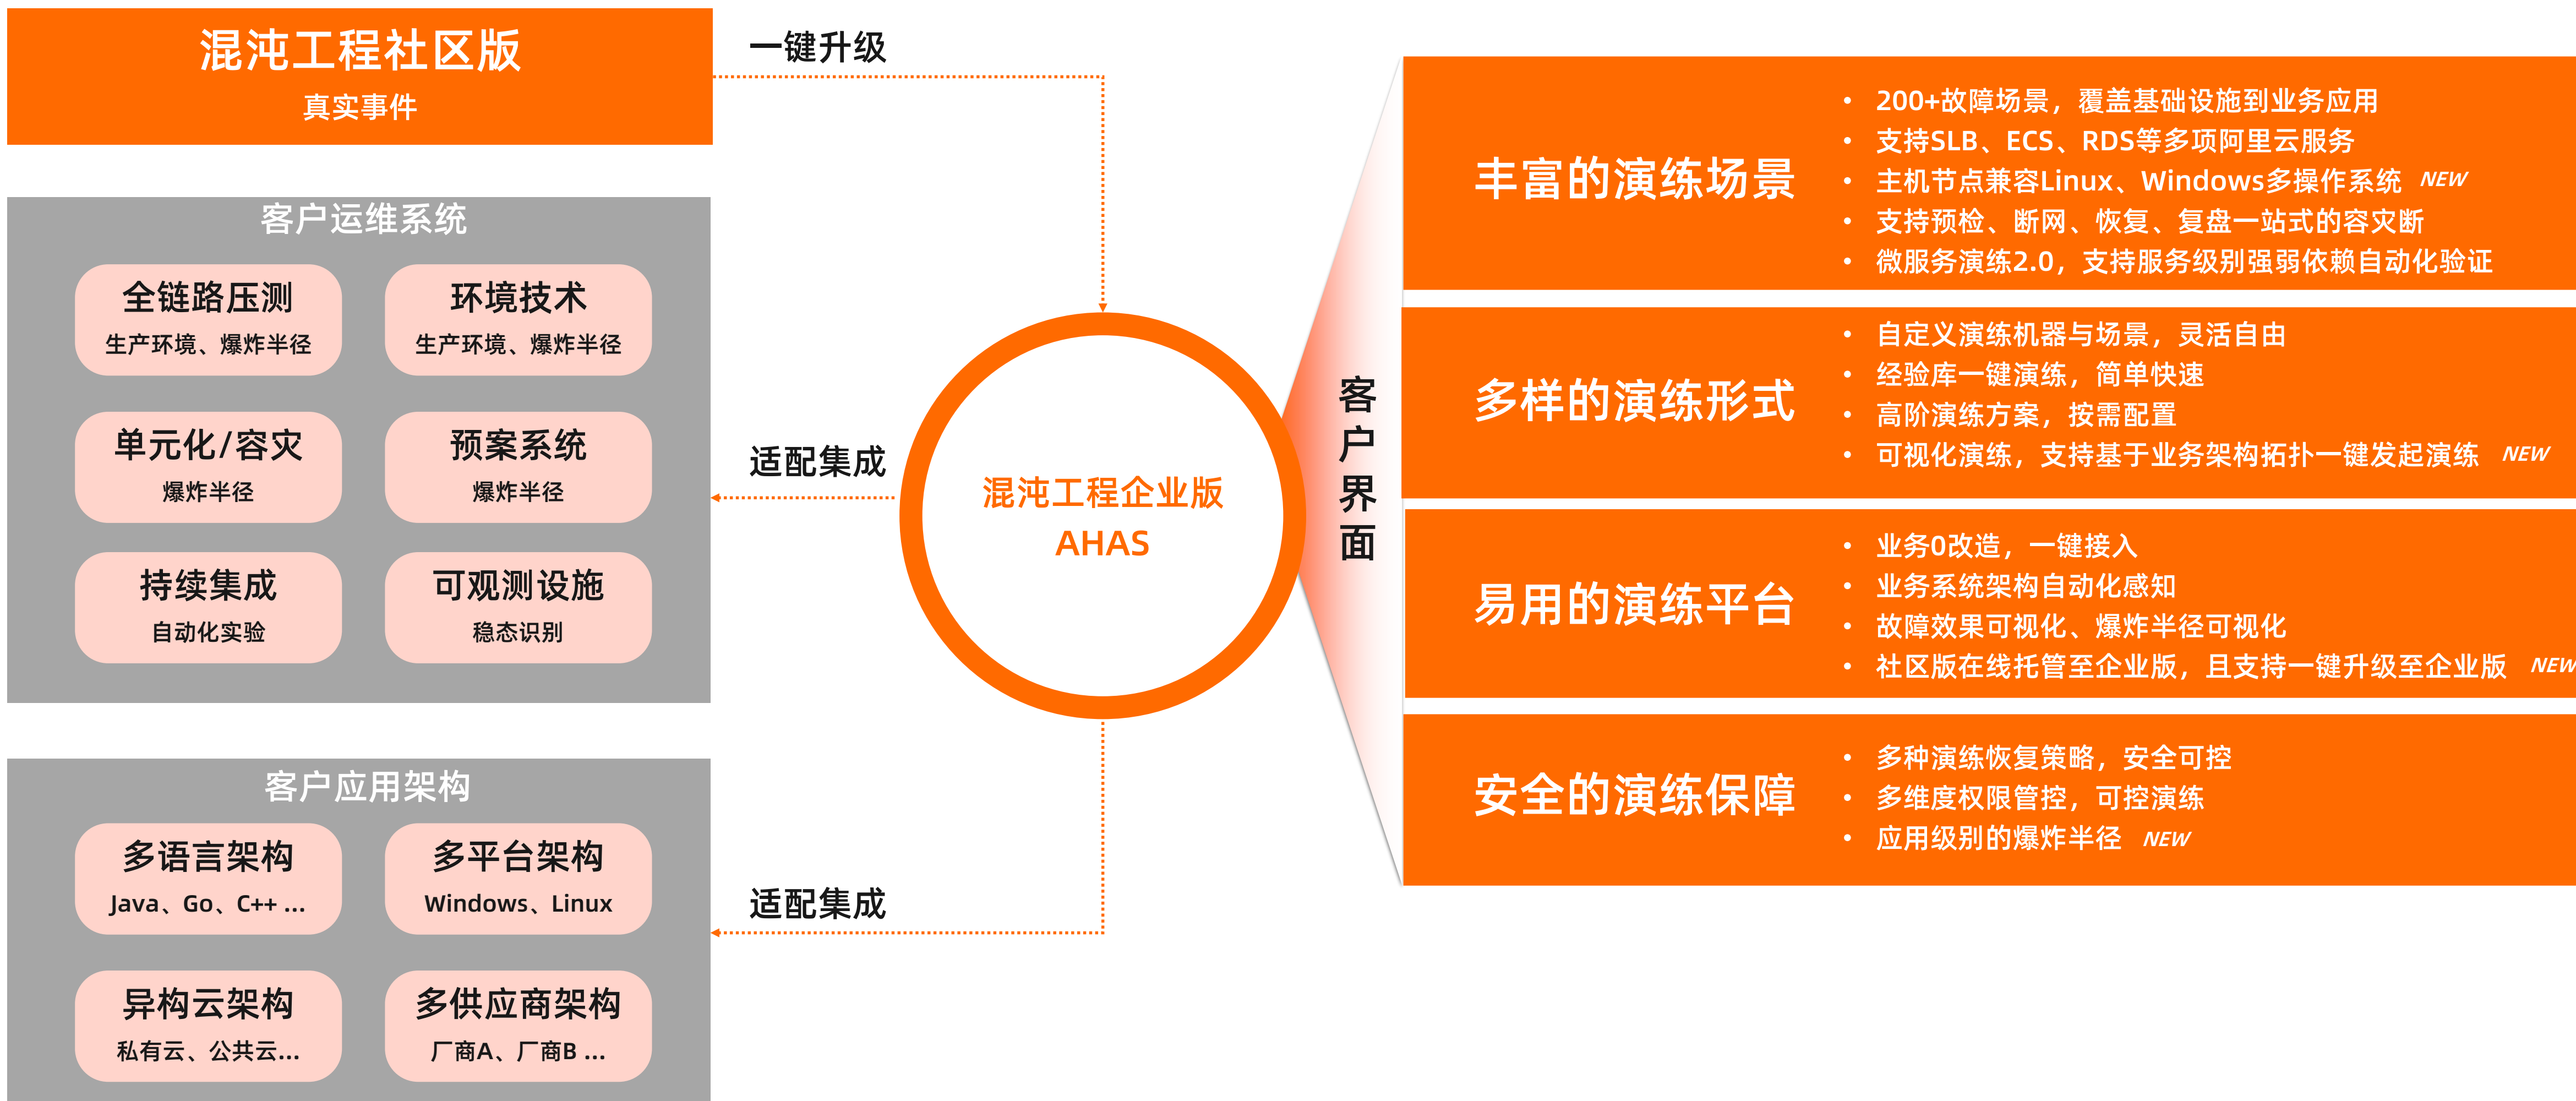 混沌工程社区版
真实事件
一键升级
客户运维系统
全链路压测
生产环境、爆炸半径
环境技术
生产环境、爆炸半径
单元化/容灾
爆炸半径
预案系统
爆炸半径
持续集成
自动化实验
可观测设施
稳态识别
适配集成
客户应用架构
多语言架构
Java、Go、C++ ...
多平台架构
Windows、Linux
异构云架构
私有云、公共云...
多供应商架构
厂商A、厂商B ...
适配集成
混沌工程企业版
AHAS
客户界面
丰富的演练场景
• 200+故障场景，覆盖基础设施到业务应用
• 支持SLB、ECS、RDS等多项阿里云服务
• 主机节点兼容Linux、Windows多操作系统 NEW
• 支持预检、断网、恢复、复盘一站式的容灾断
• 微服务演练2.0，支持服务级别强弱依赖自动化验证
多样的演练形式
• 自定义演练机器与场景，灵活自由
• 经验库一键演练，简单快速
• 高阶演练方案，按需配置
• 可视化演练，支持基于业务架构拓扑一键发起演练 NEW
易用的演练平台
• 业务0改造，一键接入
• 业务系统架构自动化感知
• 故障效果可视化、爆炸半径可视化
• 社区版在线托管至企业版，且支持一键升级至企业版 NEW
安全的演练保障
• 多种演练恢复策略，安全可控
• 多维度权限管控，可控演练
• 应用级别的爆炸半径 NEW